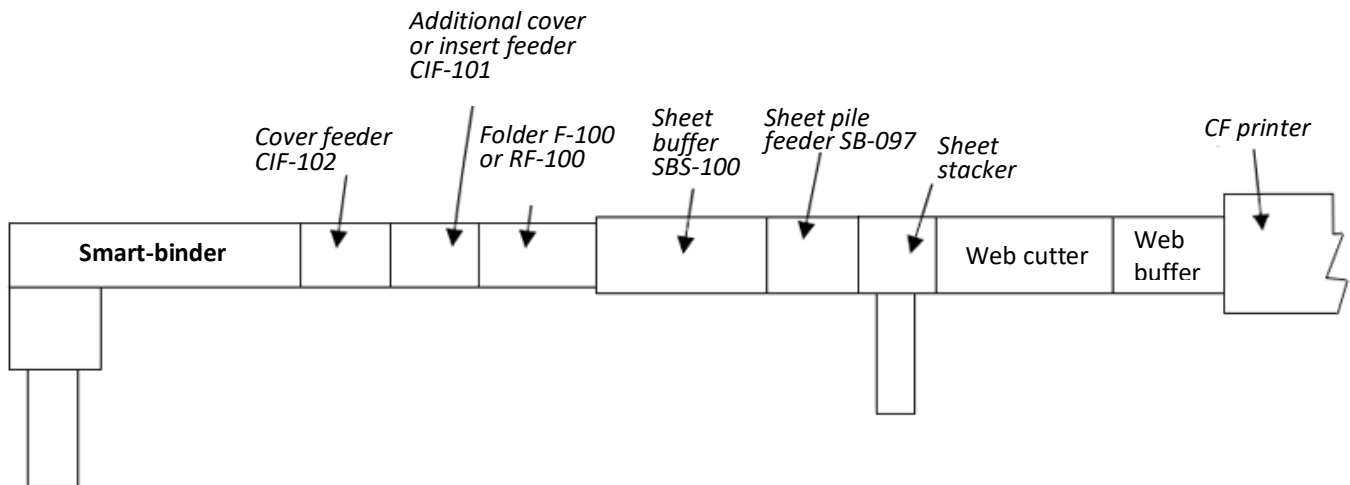 Additional cover
or insert feeder
CIF-101
Cover feeder
CIF-102
Folder F-100
or RF-100
Sheet
buffer
SBS-100
Sheet pile
feeder SB-097
Sheet
stacker
CF printer
Smart-binder
Web cutter
Web
buffer